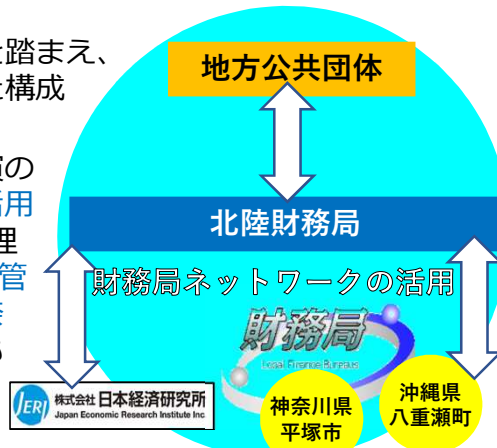 を踏まえ、
構成
の
活用
理
管
地方公共団体
北陸財務局
財務局ネットワークの活用
財務局
Local Finance Bureaus
JERI 株式会社 日本経済研究所
Japan Economic Research Institute Inc.
神奈川県
平塚市
沖縄県
八重瀬町